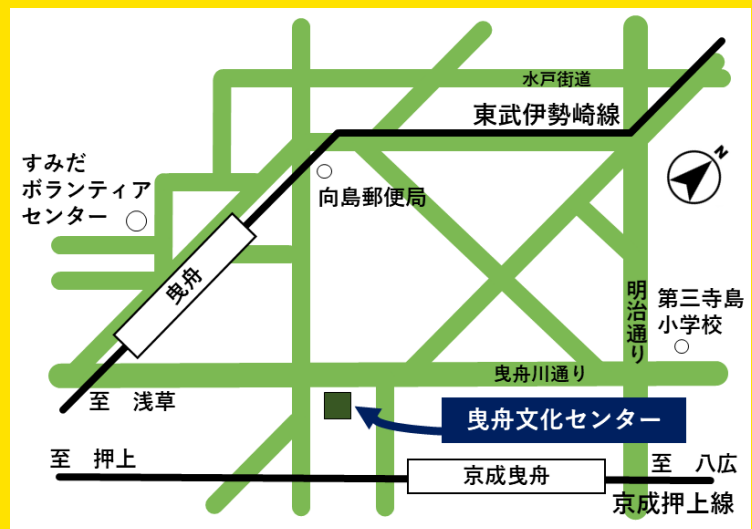 水戸街道
東武伊勢崎線
N
すみだ
ボランティア
センター
向島郵便局
曳舟
明治通り
第三寺島
小学校
曳舟川通り
至　浅草
曳舟文化センター
至　押上
京成曳舟
至　八広
京成押上線